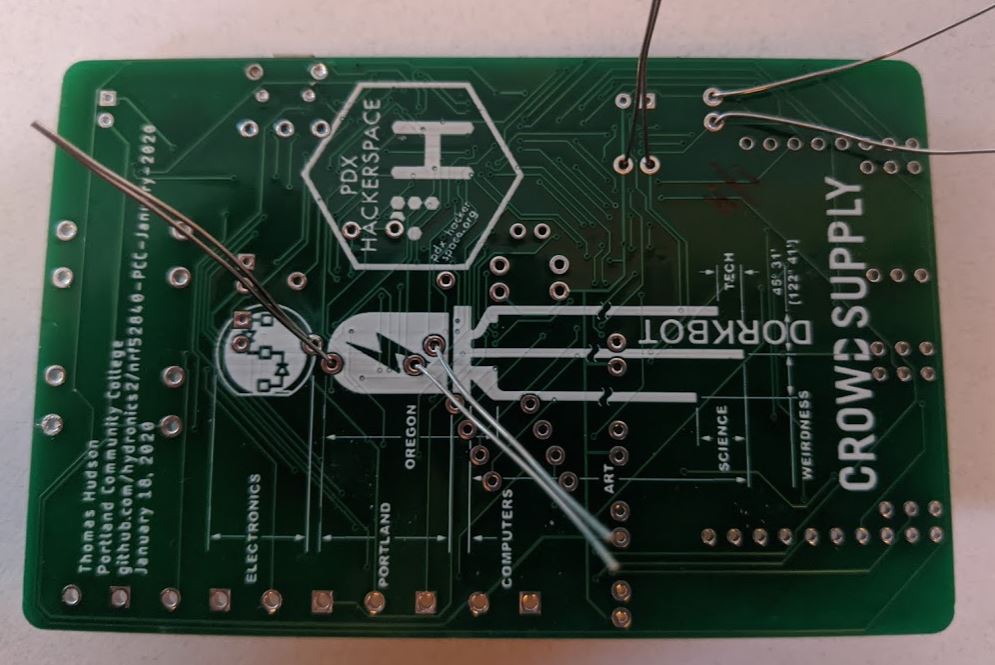 PDX
HACKERSPACE
H
pdx hacker
space.org
Thomas Hudson
Portland Community College
github.com/hydronics2/nrf52840-PCC-January-2020
January 18, 2020
ELECTRONICS
OREGON
PORTLAND
COMPUTERS
ART
SCIENCE
WEIRDNESS
TECH
45° 31'
(122° 41')
DORKBOT
CROWD SUPPLY